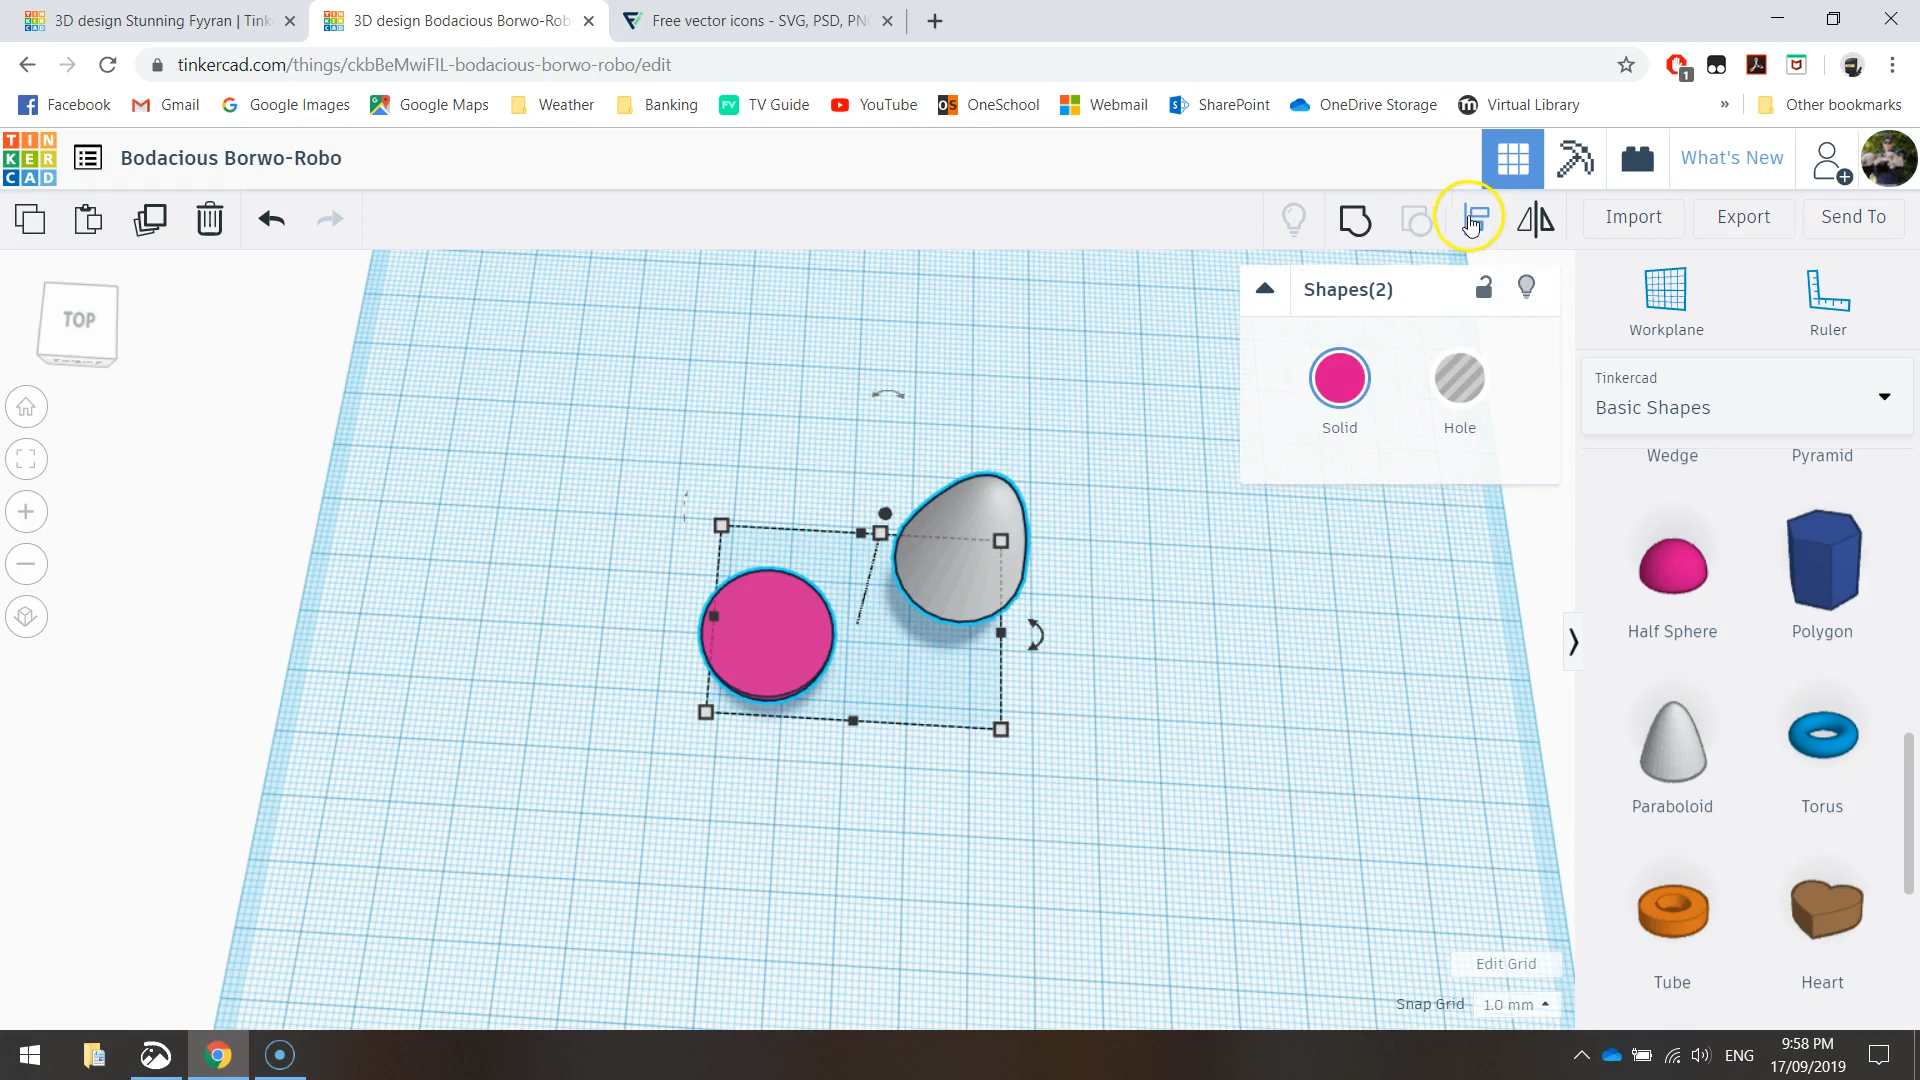 3D design Stunning Fyyran | Tink
3D design Bodacious Borwo-Rob
Free vector icons - SVG, PSD, PN
tinkercad.com/things/ckbBeMwiFIL-bodacious-borwo-robo/edit
1
Facebook
Gmail
Google Images
Google Maps
Weather
Banking
TV Guide
YouTube
OneSchool
Webmail
SharePoint
OneDrive Storage
Virtual Library
»
Other bookmarks
TIN
KER
CAD
Bodacious Borwo-Robo
What's New
Import
Export
Send To
TOP
Shapes(2)
Solid
Hole
Workplane
Ruler
Tinkercad
Basic Shapes
Wedge
Pyramid
Half Sphere
Polygon
Paraboloid
Torus
Tube
Heart
Edit Grid
Snap Grid
1.0 mm
ENG
9:58 PM
17/09/2019